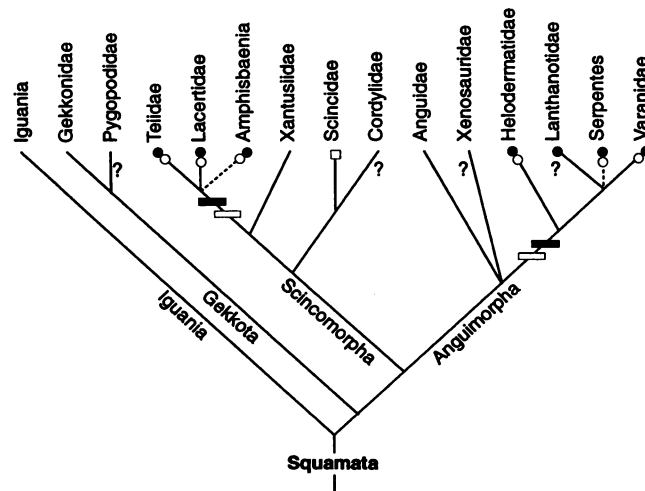 Iguania
Gekkonidae
Pygopodidae
Teiidae
Lacertidae
Amphisbaenia
Xantusiidae
Scincidae
Cordylidae
Anguidae
Xenosauridae
Helodermatidae
Lanthanotidae
Serpentes
Varanidae
?
?
?
?
Iguania
Gekkota
Scincomorpha
Anguimorpha
Squamata